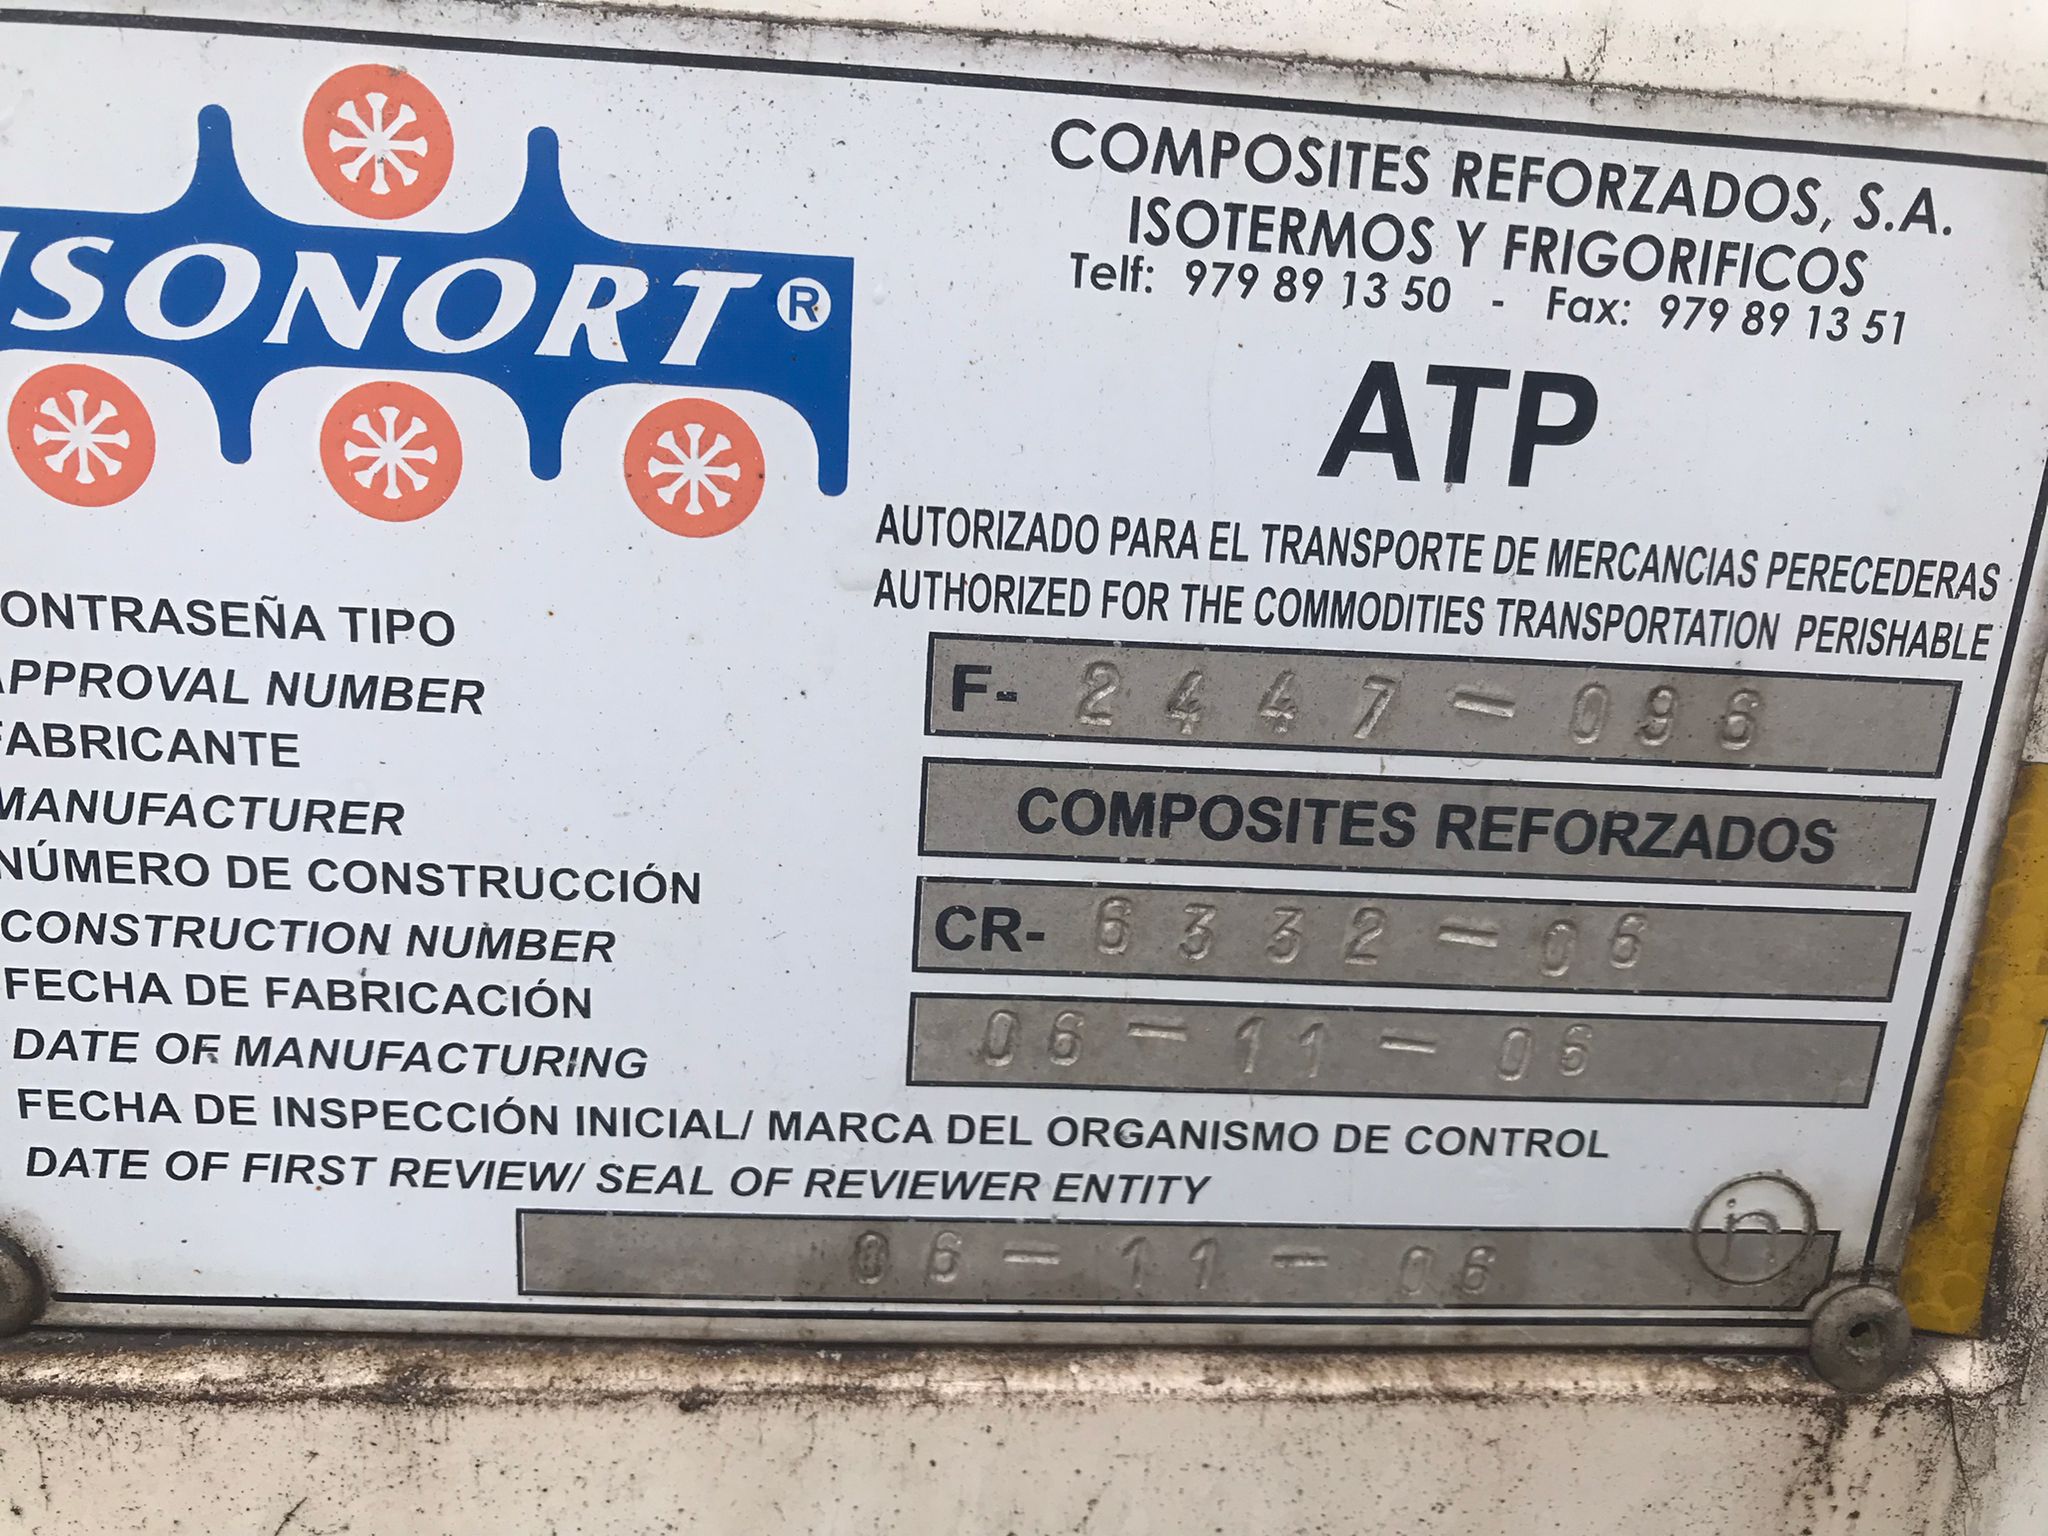 ISONORT®
COMPOSITES REFORZADOS, S.A.
ISOTERMOS Y FRIGORIFICOS
Telf: 979 89 13 50 - Fax: 979 89 13 51
ATP
AUTORIZADO PARA EL TRANSPORTE DE MERCANCIAS PERECEDERAS
AUTHORIZED FOR THE COMMODITIES TRANSPORTATION PERISHABLE
ONTRASEÑA TIPO
APPROVAL NUMBER
F- 2447-096
FABRICANTE
MANUFACTURER
COMPOSITES REFORZADOS
NÚMERO DE CONSTRUCCIÓN
CONSTRUCTION NUMBER
CR- 6332-06
FECHA DE FABRICACIÓN
DATE OF MANUFACTURING
06-11-06
FECHA DE INSPECCIÓN INICIAL/ MARCA DEL ORGANISMO DE CONTROL
DATE OF FIRST REVIEW/ SEAL OF REVIEWER ENTITY
06-11-06
in